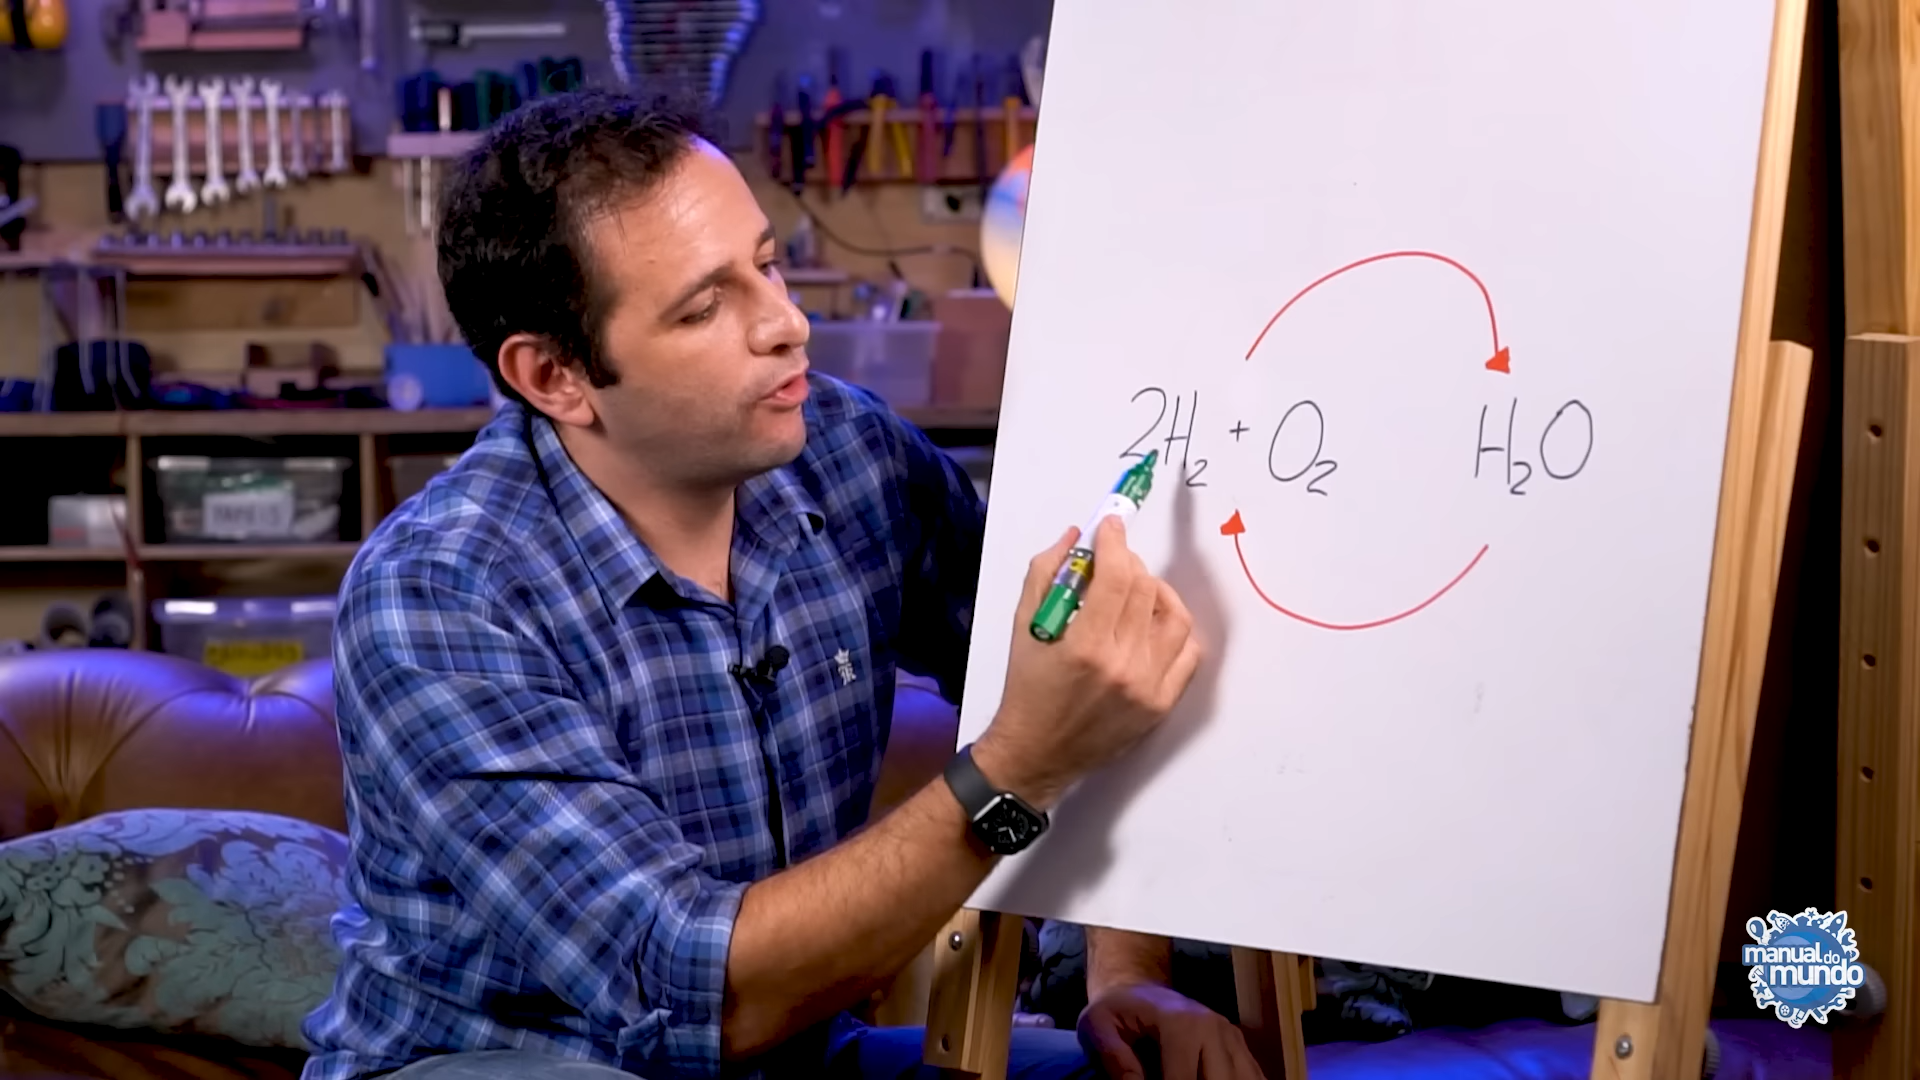 2H₂ + O₂ H₂O
manual do
mundo